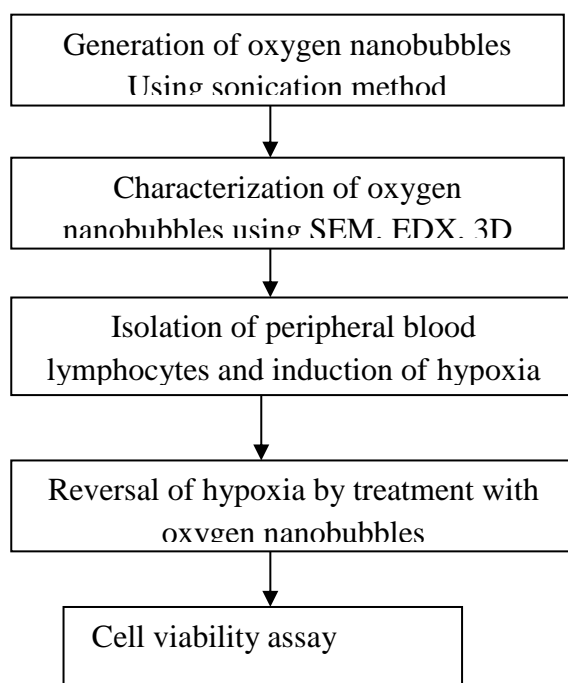 Generation of oxygen nanobubbles
Using sonication method
Characterization of oxygen
nanobubbles using SEM, EDX, 3D
Isolation of peripheral blood
lymphocytes and induction of hypoxia
Reversal of hypoxia by treatment with
oxygen nanobubbles
Cell viability assay